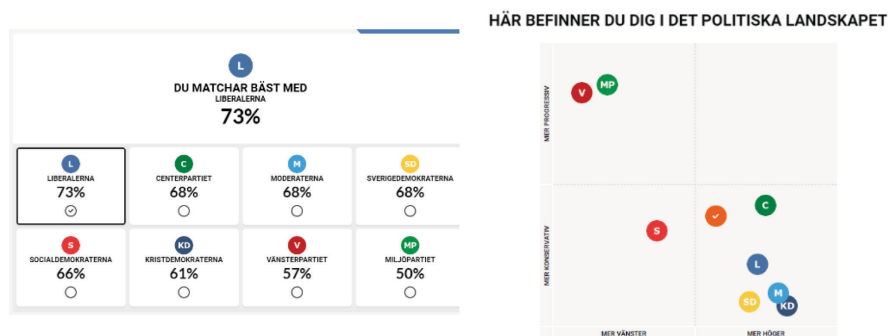 L
DU MATCHAR BÄST MED
LIBERALERNA
73%
L
LIBERALERNA
73%
C
CENTERPARTIET
68%
M
MODERATERNA
68%
SD
SVERIGEDEMOKRATERNA
68%
S
SOCIALDEMOKRATERNA
66%
KD
KRISTDEMOKRATERNA
61%
V
VÄNSTERPARTIET
57%
MP
MILJÖPARTIET
50%
HÄR BEFINNER DU DIG I DET POLITISKA LANDSKAPET
MER PROGRESSIV
V
MP
MER KONSERVATIV
C
S
L
M
SD
KD
MER VÄNSTER
MER HÖGER